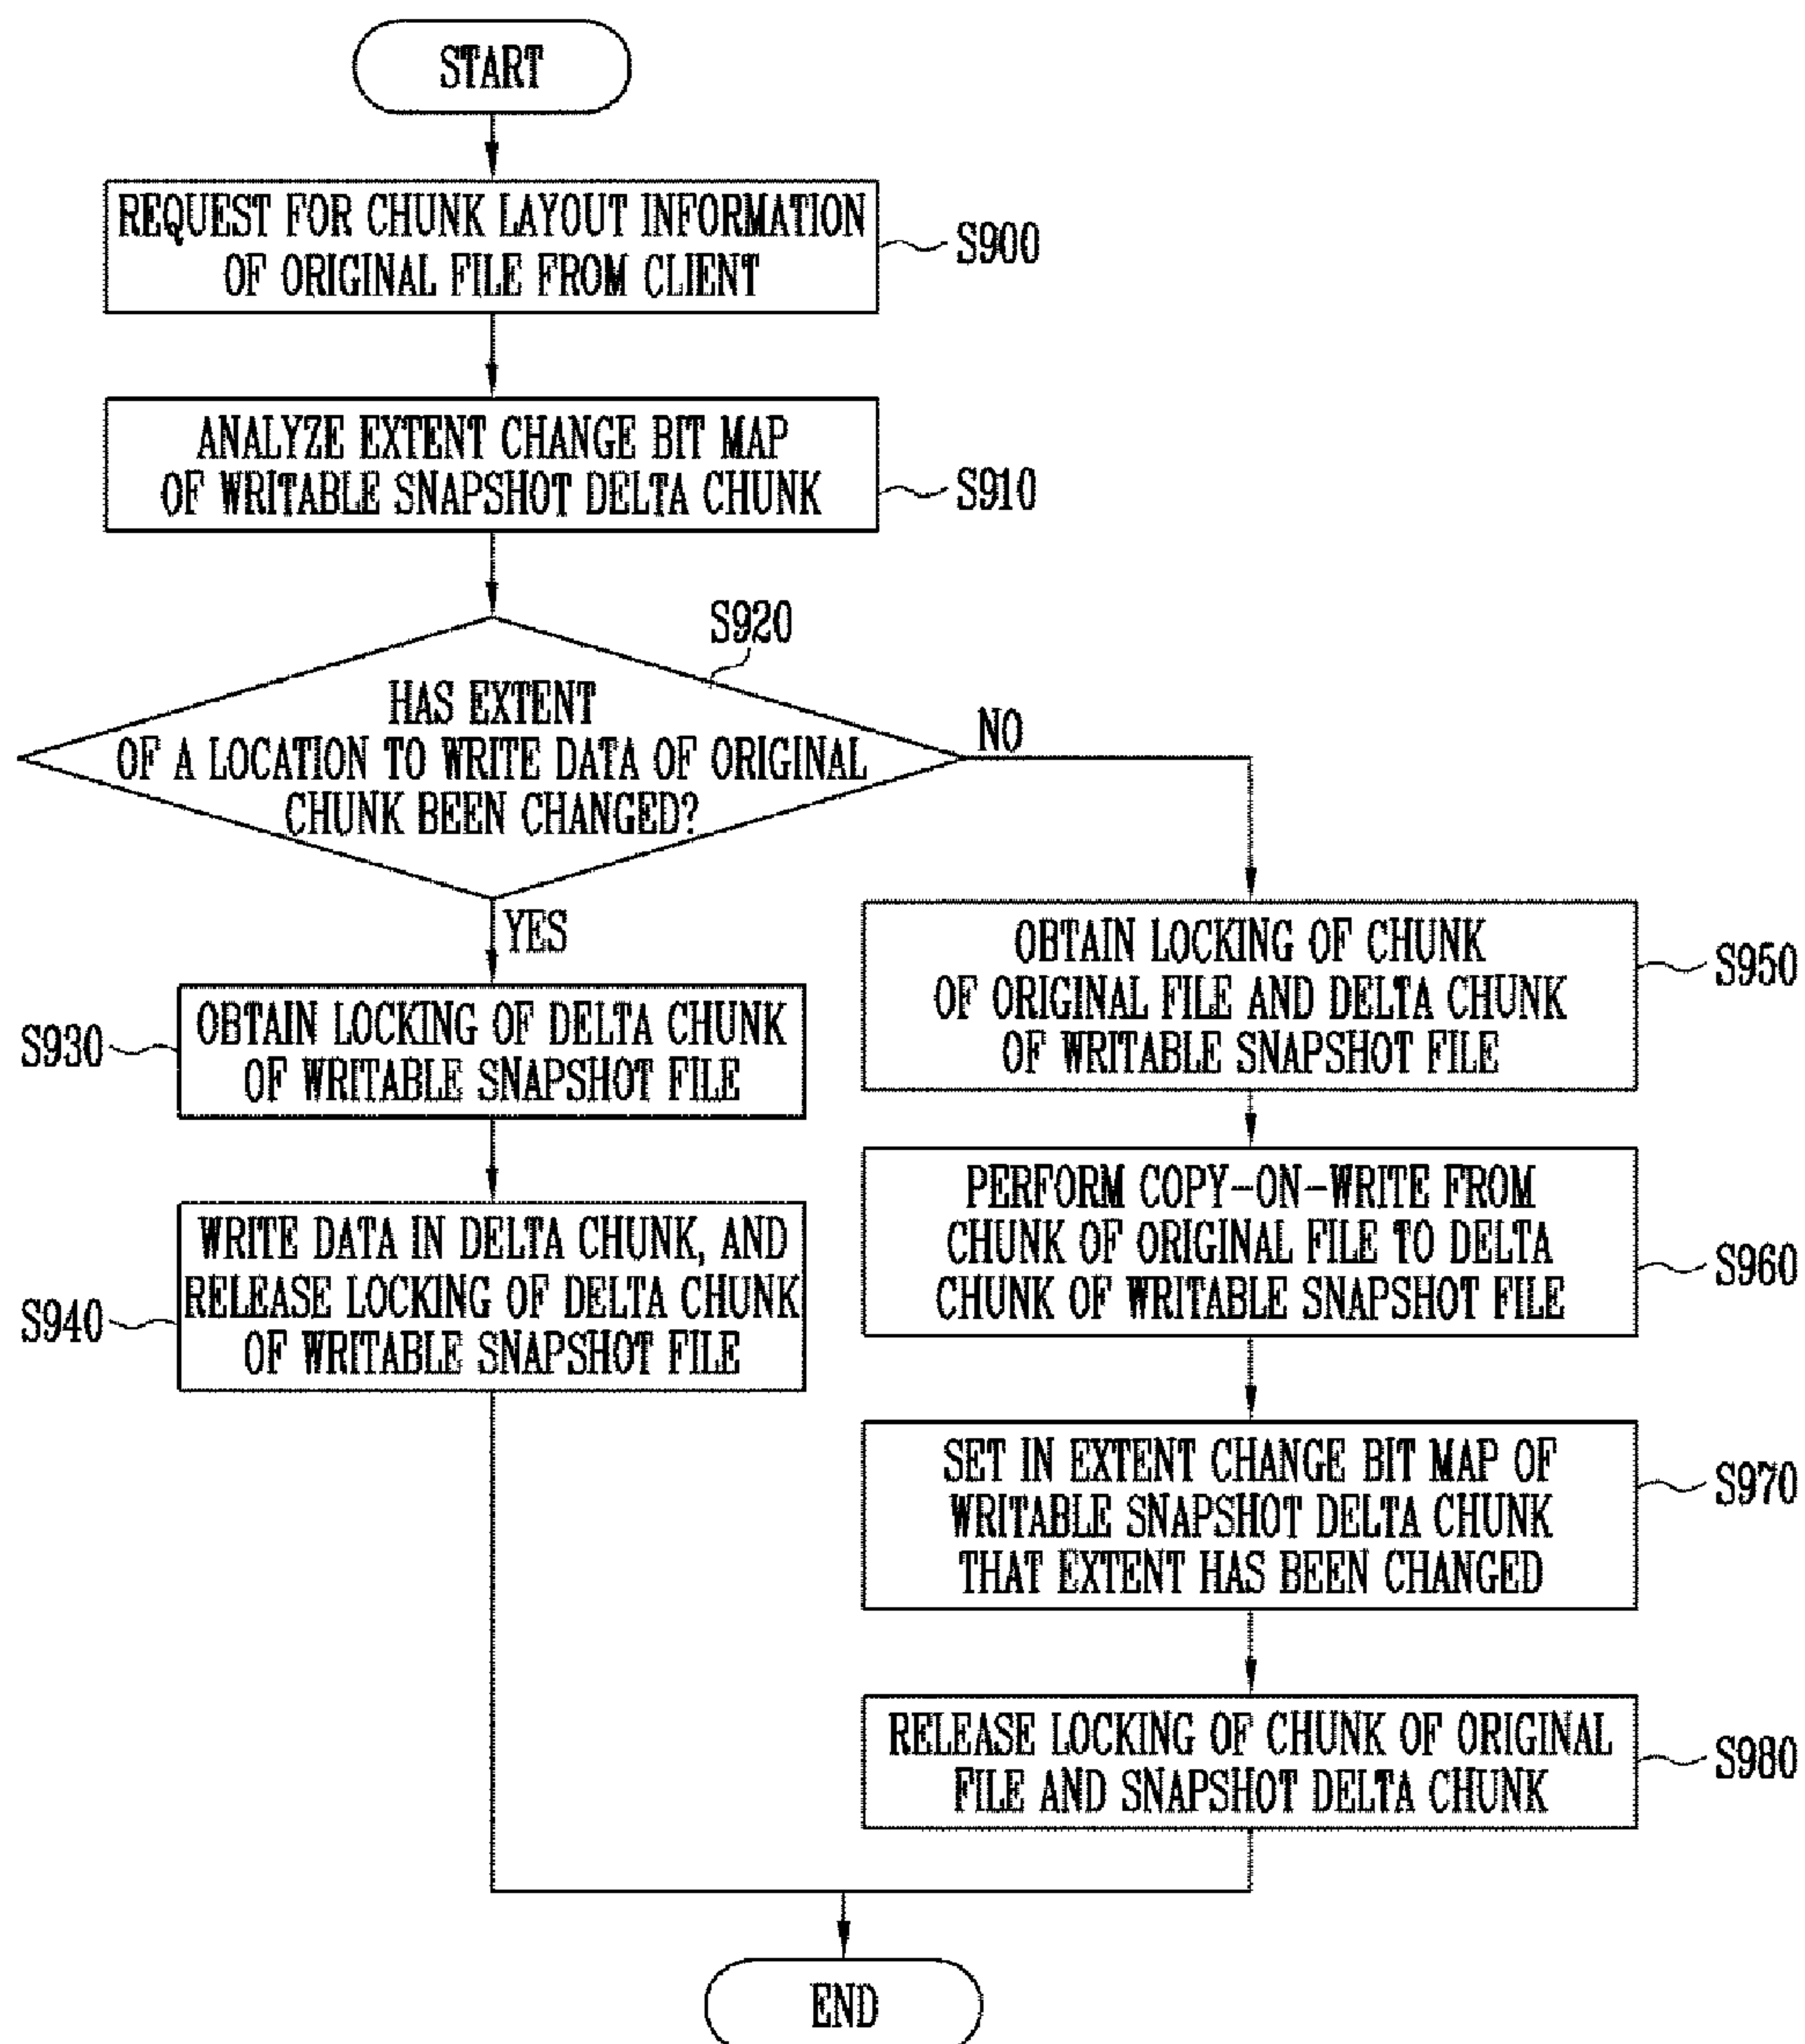 START
REQUEST FOR CHUNK LAYOUT INFORMATION
OF ORIGINAL FILE FROM CLIENT
S900
ANALYZE EXTENT CHANGE BIT MAP
OF WRITABLE SNAPSHOT DELTA CHUNK
S910
S920
HAS EXTENT
OF A LOCATION TO WRITE DATA OF ORIGINAL
CHUNK BEEN CHANGED?
NO
YES
OBTAIN LOCKING OF DELTA CHUNK
OF WRITABLE SNAPSHOT FILE
S930
WRITE DATA IN DELTA CHUNK, AND
RELEASE LOCKING OF DELTA CHUNK
OF WRITABLE SNAPSHOT FILE
S940
OBTAIN LOCKING OF CHUNK
OF ORIGINAL FILE AND DELTA CHUNK
OF WRITABLE SNAPSHOT FILE
S950
PERFORM COPY-ON-WRITE FROM
CHUNK OF ORIGINAL FILE TO DELTA
CHUNK OF WRITABLE SNAPSHOT FILE
S960
SET IN EXTENT CHANGE BIT MAP OF
WRITABLE SNAPSHOT DELTA CHUNK
THAT EXTENT HAS BEEN CHANGED
S970
RELEASE LOCKING OF CHUNK OF ORIGINAL
FILE AND SNAPSHOT DELTA CHUNK
S980
END